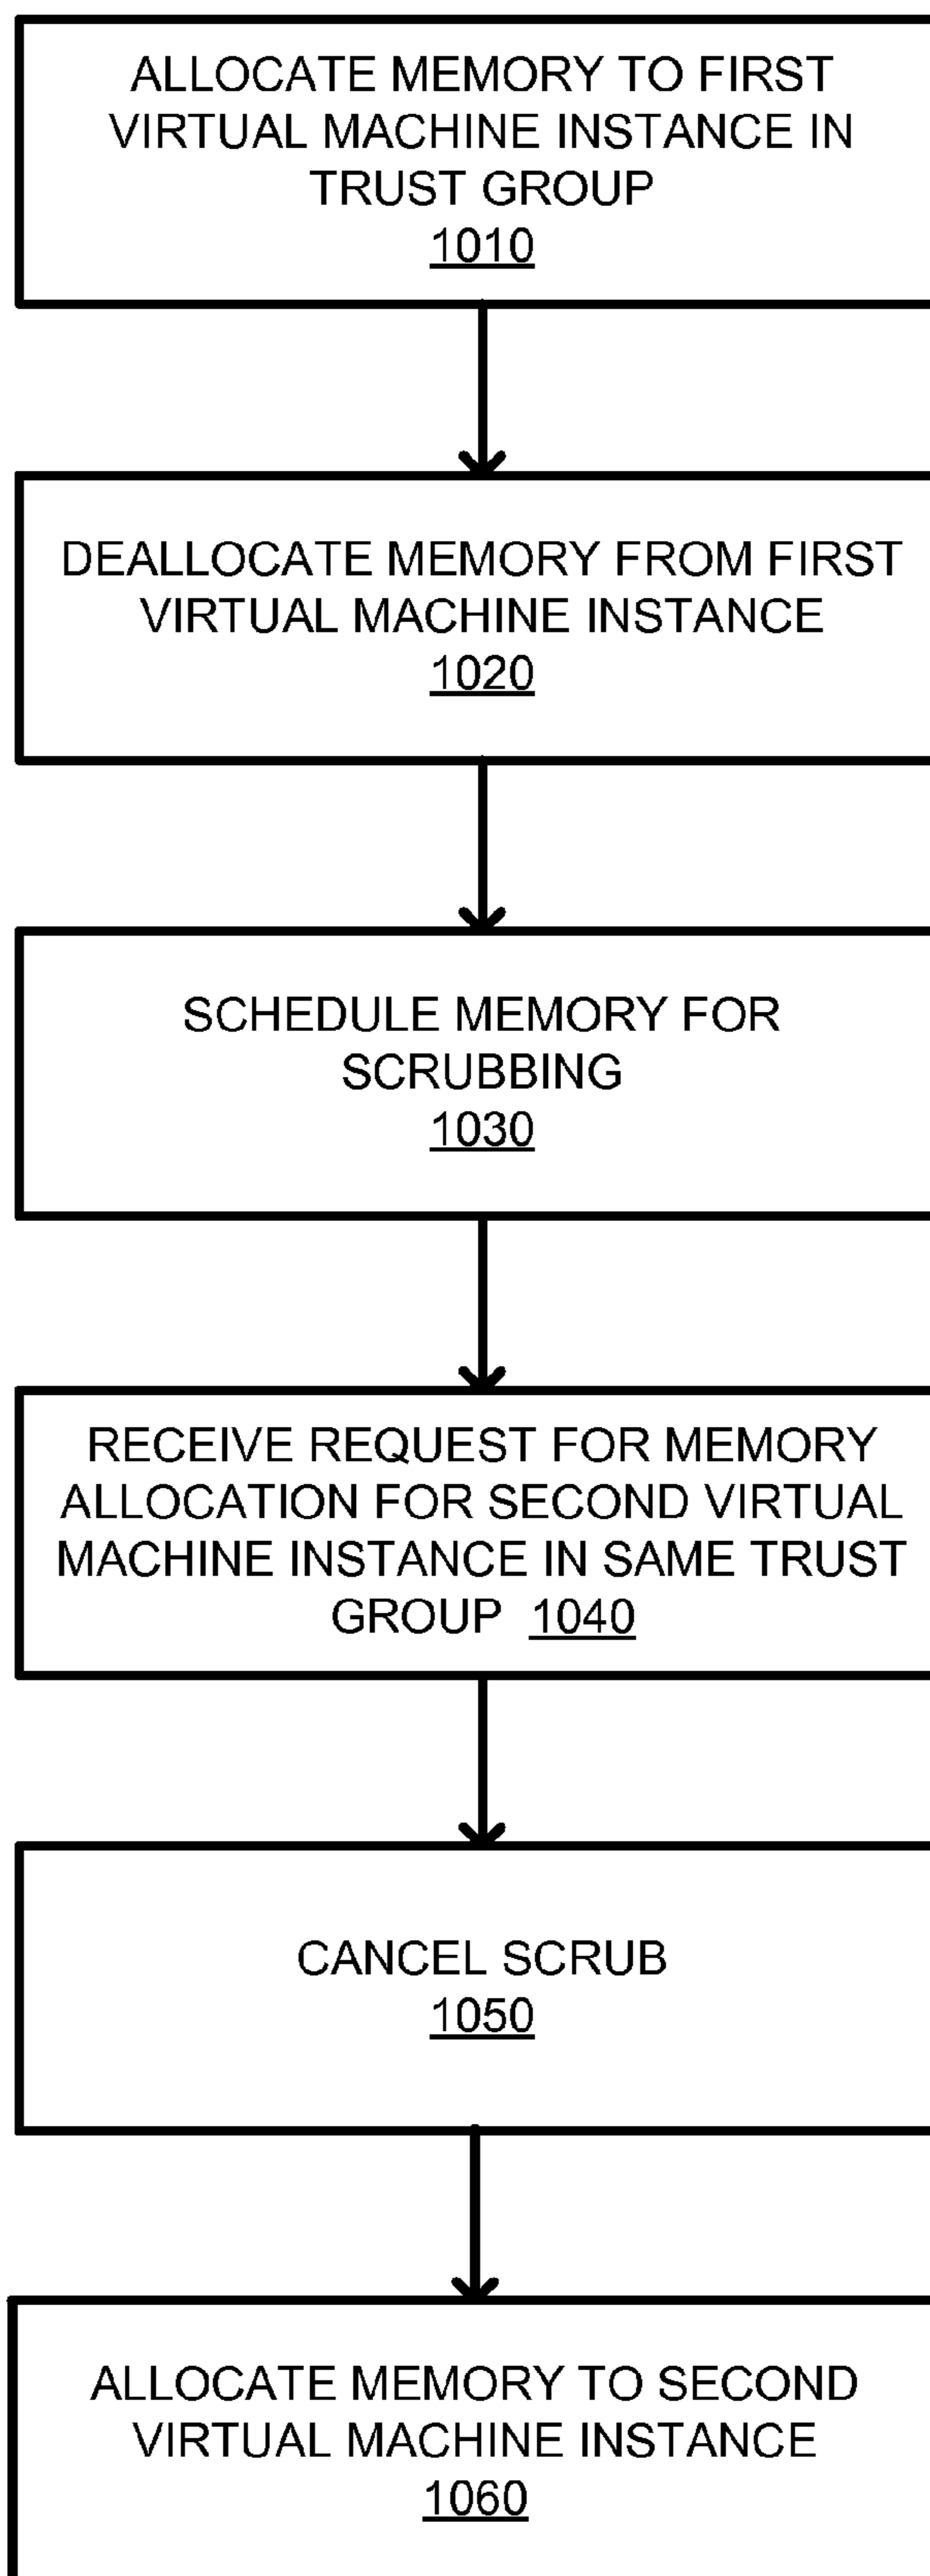 ALLOCATE MEMORY TO FIRST
VIRTUAL MACHINE INSTANCE IN
TRUST GROUP
1010
DEALLOCATE MEMORY FROM FIRST
VIRTUAL MACHINE INSTANCE
1020
SCHEDULE MEMORY FOR
SCRUBBING
1030
RECEIVE REQUEST FOR MEMORY
ALLOCATION FOR SECOND VIRTUAL
MACHINE INSTANCE IN SAME TRUST
GROUP 1040
CANCEL SCRUB
1050
ALLOCATE MEMORY TO SECOND
VIRTUAL MACHINE INSTANCE
1060